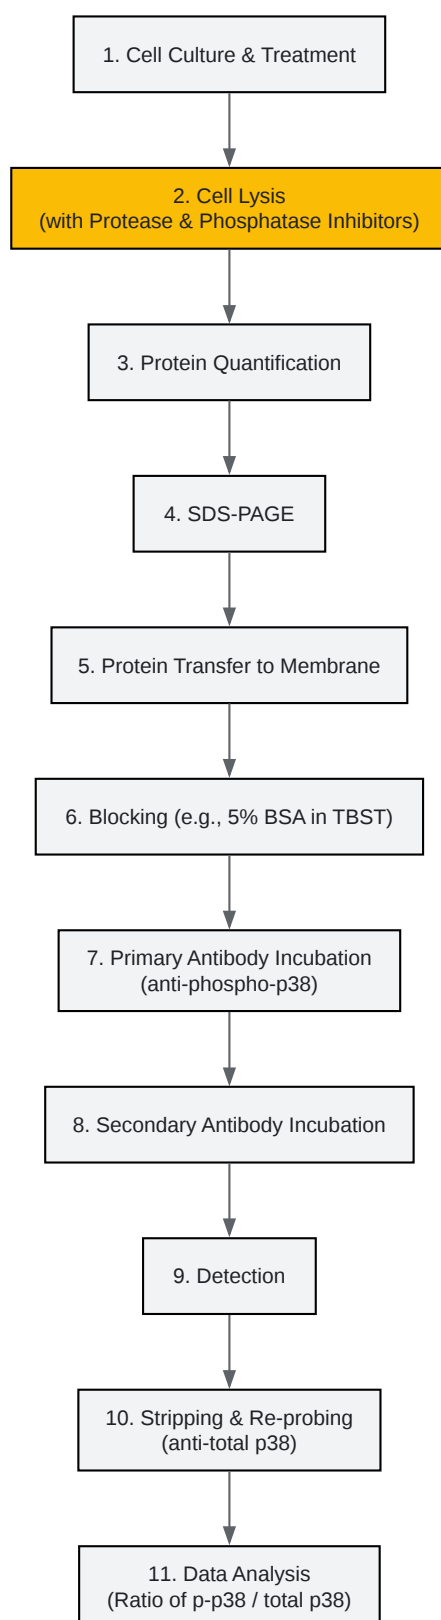 1. Cell Culture & Treatment
2. Cell Lysis
(with Protease & Phosphatase Inhibitors)
3. Protein Quantification
4. SDS-PAGE
5. Protein Transfer to Membrane
6. Blocking (e.g., 5% BSA in TBST)
7. Primary Antibody Incubation
(anti-phospho-p38)
8. Secondary Antibody Incubation
9. Detection
10. Stripping & Re-probing
(anti-total p38)
11. Data Analysis
(Ratio of p-p38 / total p38)